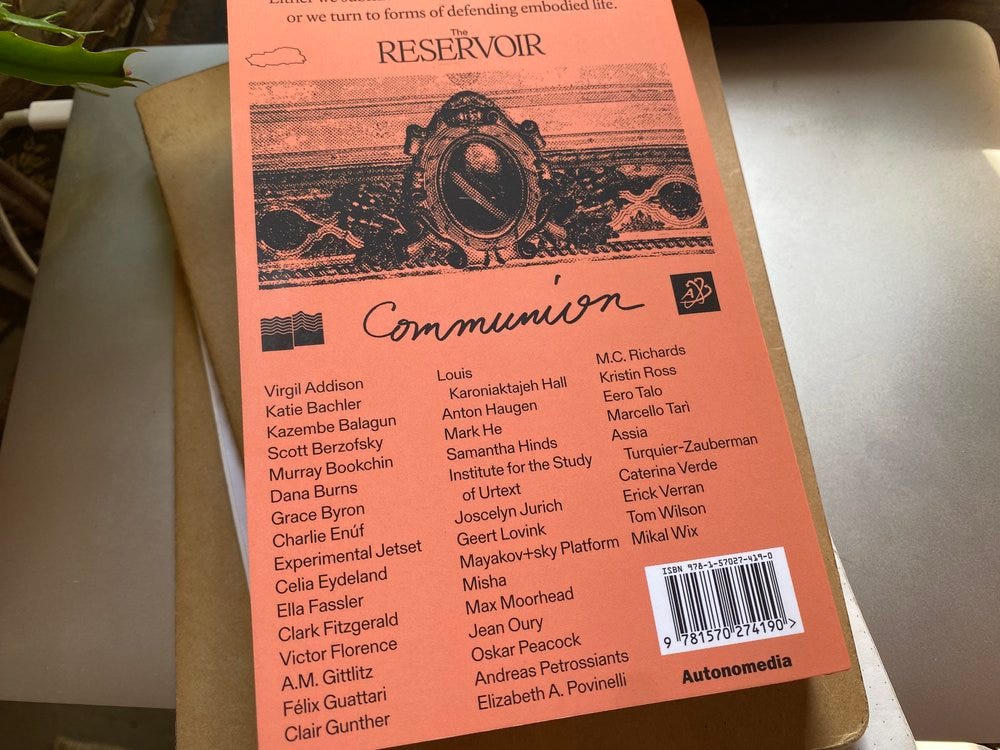 Either we
or we turn to forms of defending embodied life.
The
RESERVOIR
Communion
Virgil Addison
Katie Bachler
Kazembe Balagun
Scott Berzofsky
Murray Bookchin
Dana Burns
Grace Byron
Charlie Enúf
Experimental Jetset
Celia Eydeland
Ella Fassler
Clark Fitzgerald
Victor Florence
A.M. Gittlitz
Félix Guattari
Clair Gunther
Louis
Karoniaktajeh Hall
Anton Haugen
Mark He
Samantha Hinds
Institute for the Study
of Urtext
Joscelyn Jurich
Geert Lovink
Mayakov+sky Platform
Misha
Max Moorhead
Jean Oury
Oskar Peacock
Andreas Petrossiants
Elizabeth A. Povinelli
M.C. Richards
Kristin Ross
Eero Talo
Marcello Tarì
Assia
Turquier-Zauberman
Caterina Verde
Erick Verran
Tom Wilson
Mikal Wix
ISBN 978-1-57027-419-0
9 781570 274190 >
Autonomedia